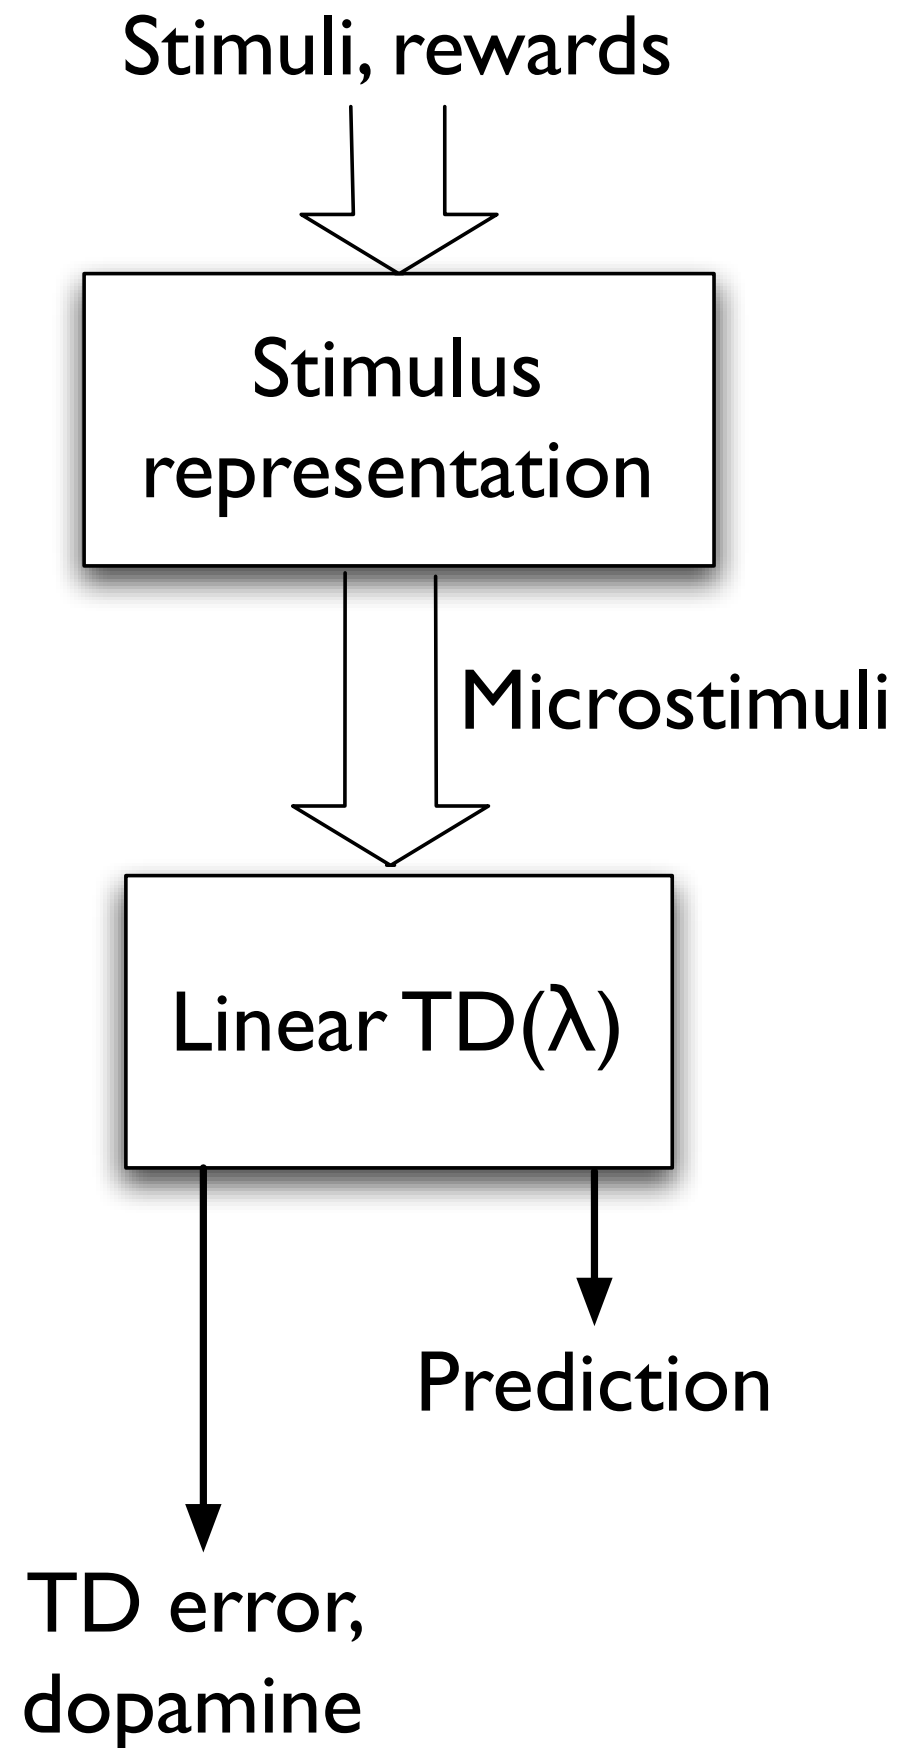 Stimuli, rewards
Stimulus
representation
Microstimuli
Linear TD(λ)
Prediction
TD error,
dopamine